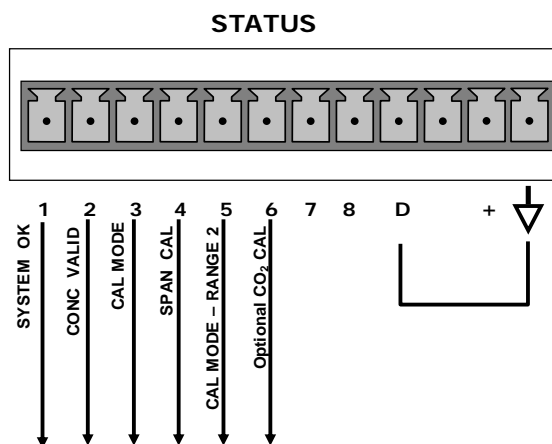 STATUS
1 2 3 4 5 6 7 8 D +
SYSTEM OK
CONC VALID
CAL MODE
SPAN CAL
CAL MODE – RANGE 2
Optional CO₂ CAL